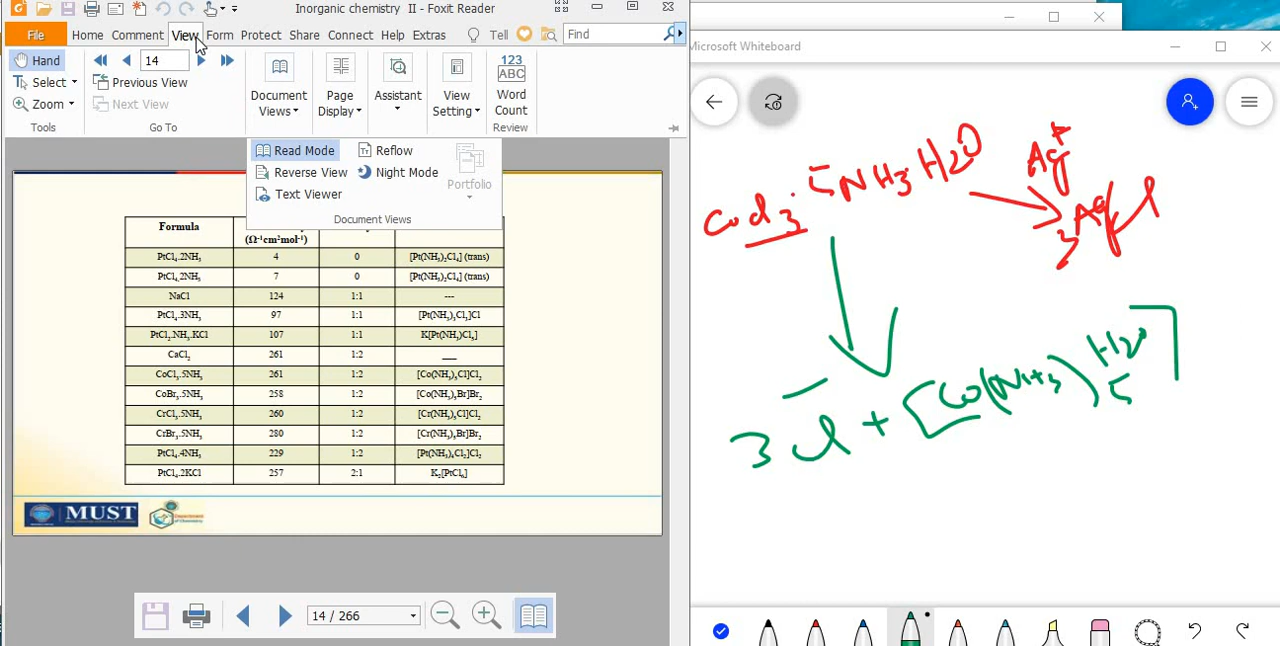 Inorganic chemistry II - Foxit Reader
File Home Comment View Form Protect Share Connect Help Extras Tell Find
Hand
Select
Zoom
Tools
14
Previous View
Next View
Go To
Document Views
Page Display
Assistant
View Setting
123 ABC
Word Count
Review
Read Mode
Reflow
Reverse View
Night Mode
Text Viewer
Portfolio
Document Views
Formula
(Ω⁻¹cm²mol⁻¹)
PtCl₄.2NH₃ 4 0 [Pt(NH₃)₂Cl₄] (trans)
PtCl₄.2NH₃ 7 0 [Pt(NH₃)₂Cl₄] (trans)
NaCl 124 1:1 ---
PtCl₄.3NH₃ 97 1:1 [Pt(NH₃)₃Cl₃]Cl
PtCl₄.NH₃.KCl 107 1:1 K[Pt(NH₃)Cl₅]
CaCl₂ 261 1:2 ___
CoCl₃.5NH₃ 261 1:2 [Co(NH₃)₅Cl]Cl₂
CoBr₃.5NH₃ 258 1:2 [Co(NH₃)₅Br]Br₂
CrCl₃.5NH₃ 260 1:2 [Cr(NH₃)₅Cl]Cl₂
CrBr₃.5NH₃ 280 1:2 [Cr(NH₃)₅Br]Br₂
PtCl₄.4NH₃ 229 1:2 [Pt(NH₃)₄Cl₂]Cl₂
PtCl₄.2KCl 257 2:1 K₂[PtCl₆]
MUST
14 / 266
Microsoft Whiteboard
CoCl₃ 5NH₃ H₂O Ag⁺
3AgCl
3Cl⁻ + [Co(NH₃)₅ H₂O]